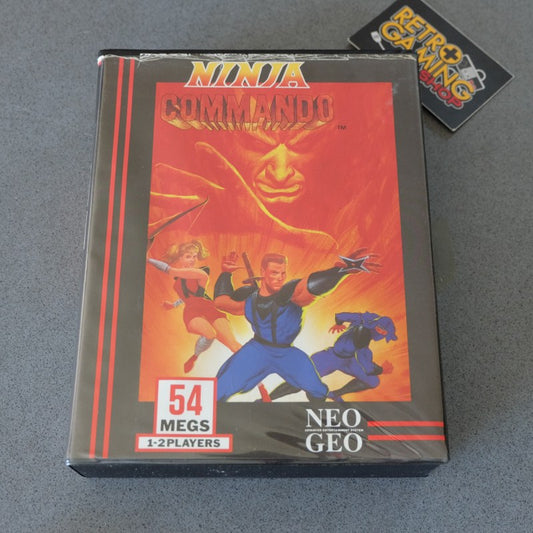 RETRO
GAMING
SHOP
NINJA
COMMANDO
TM
54
MEGS
1-2 PLAYERS
NEO
ADVANCED ENTERTAINMENT SYSTEM
GEO